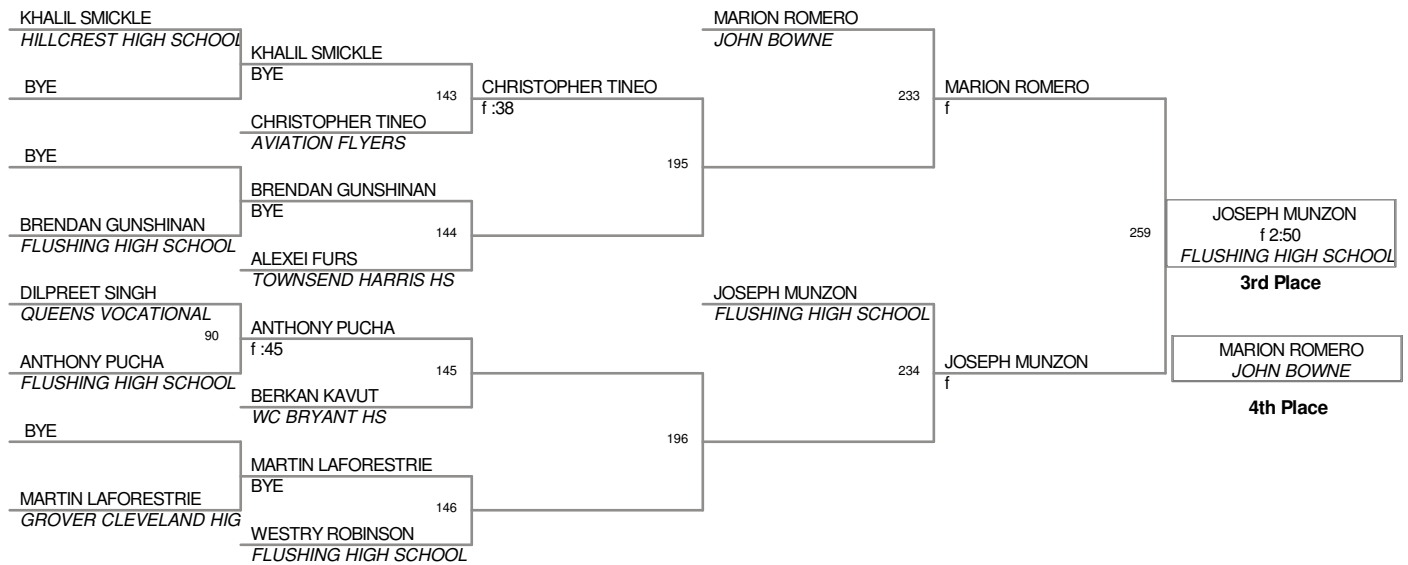 KHALIL SMICKLE
HILLCREST HIGH SCHOOL
BYE
BYE
BRENDAN GUNSHINAN
FLUSHING HIGH SCHOOL
DILPREET SINGH
QUEENS VOCATIONAL
90
ANTHONY PUCHA
FLUSHING HIGH SCHOOL
BYE
MARTIN LAFORESTRIE
GROVER CLEVELAND HIG
KHALIL SMICKLE
BYE
143
CHRISTOPHER TINEO
AVIATION FLYERS
BRENDAN GUNSHINAN
BYE
144
ALEXEI FURS
TOWNSEND HARRIS HS
ANTHONY PUCHA
f :45
145
BERKAN KAVUT
WC BRYANT HS
MARTIN LAFORESTRIE
BYE
146
WESTRY ROBINSON
FLUSHING HIGH SCHOOL
CHRISTOPHER TINEO
f :38
195
196
MARION ROMERO
JOHN BOWNE
233
JOSEPH MUNZON
FLUSHING HIGH SCHOOL
234
MARION ROMERO
f
259
JOSEPH MUNZON
f
JOSEPH MUNZON
f 2:50
FLUSHING HIGH SCHOOL
3rd Place
MARION ROMERO
JOHN BOWNE
4th Place